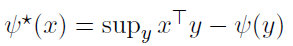 ψ⋆(x) = sup_y x⊤y − ψ(y)